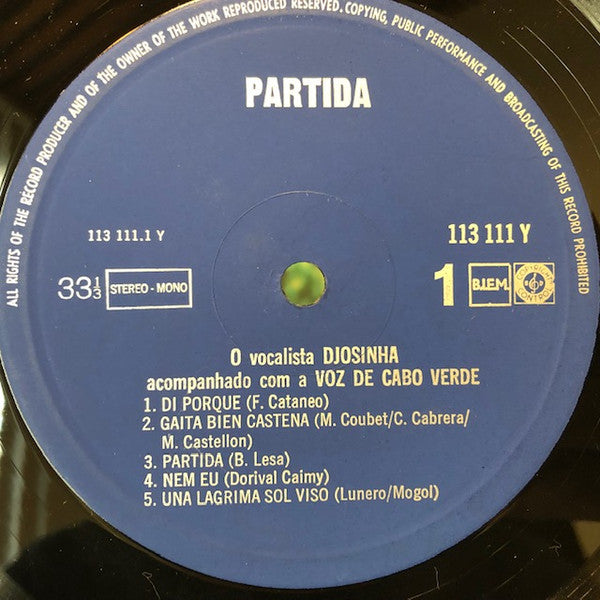 ALL RIGHTS OF THE RECORD PRODUCER AND OF THE OWNER OF THE WORK REPRODUCED RESERVED. COPYING, PUBLIC PERFORMANCE AND BROADCASTING OF THIS RECORD PROHIBITED
PARTIDA
113 111.1 Y
113 111 Y
33⅓ STEREO - MONO
1 B.I.E.M. COPYRIGHT CONTROL
O vocalista DJOSINHA
acompanhado com a VOZ DE CABO VERDE
1. DI PORQUE (F. Cataneo)
2. GAITA BIEN CASTENA (M. Coubet/C. Cabrera/
M. Castellon)
3. PARTIDA (B. Lesa)
4. NEM EU (Dorival Caimy)
5. UNA LAGRIMA SOL VISO (Lunero/Mogol)